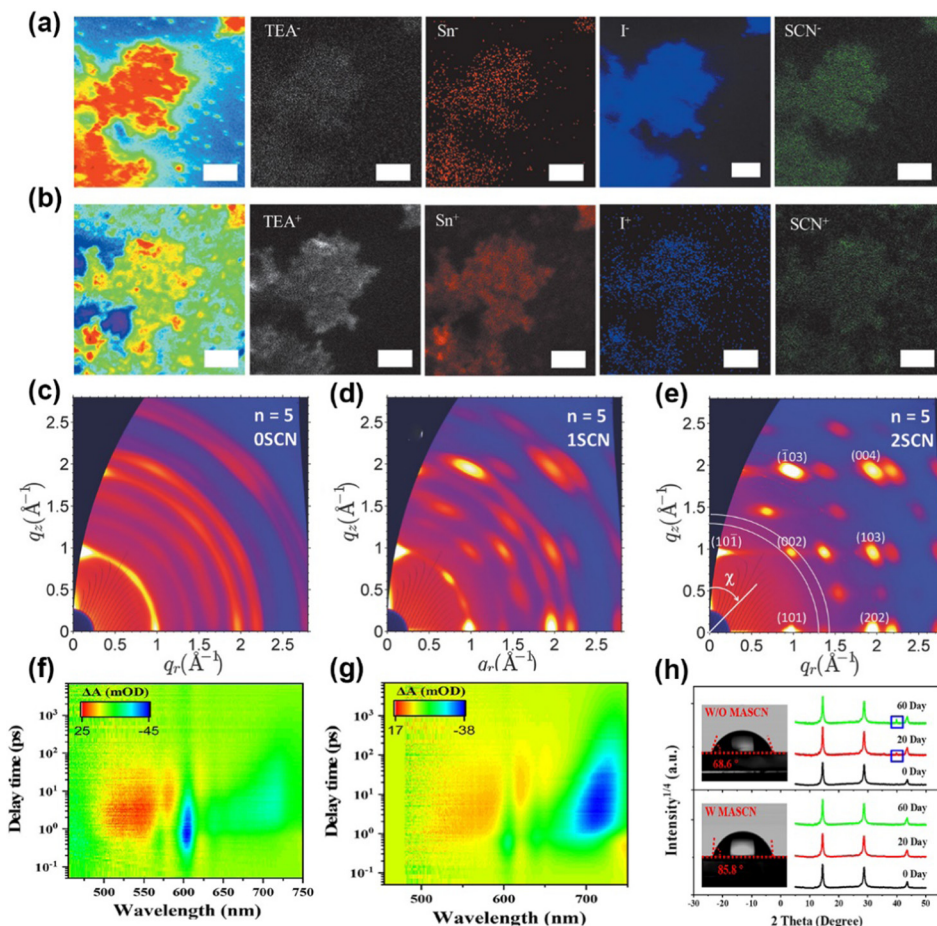 (a)
TEA⁻
Sn⁻
I⁻
SCN⁻
(b)
TEA⁺
Sn⁺
I⁺
SCN⁺
(c)
n = 5
0SCN
2.5
2
1.5
1
0.5
0
q_z(Å⁻¹)
0 0.5 1 1.5 2 2.5
q_r(Å⁻¹)
(d)
n = 5
1SCN
2.5
2
1.5
1
0.5
0
q_z(Å⁻¹)
0 0.5 1 1.5 2 2.5
q_r(Å⁻¹)
(e)
n = 5
2SCN
(1̄03) (004)
(101̄) (002) (103)
χ
(101) (202)
2.5
2
1.5
1
0.5
0
q_z(Å⁻¹)
0 0.5 1 1.5 2 2.5
q_r(Å⁻¹)
(f)
ΔA (mOD)
25 -45
10³
10²
10¹
10⁰
10⁻¹
Delay time (ps)
500 550 600 650 700 750
Wavelength (nm)
(g)
ΔA (mOD)
17 -38
10³
10²
10¹
10⁰
10⁻¹
Delay time (ps)
500 600 700
Wavelength (nm)
(h)
W/O MASCN
68.6 °
60 Day
20 Day
0 Day
W MASCN
85.8 °
60 Day
20 Day
0 Day
Intensity^1/4 (a.u.)
-30 -20 -10 0 10 20 30 40 50
2 Theta (Degree)